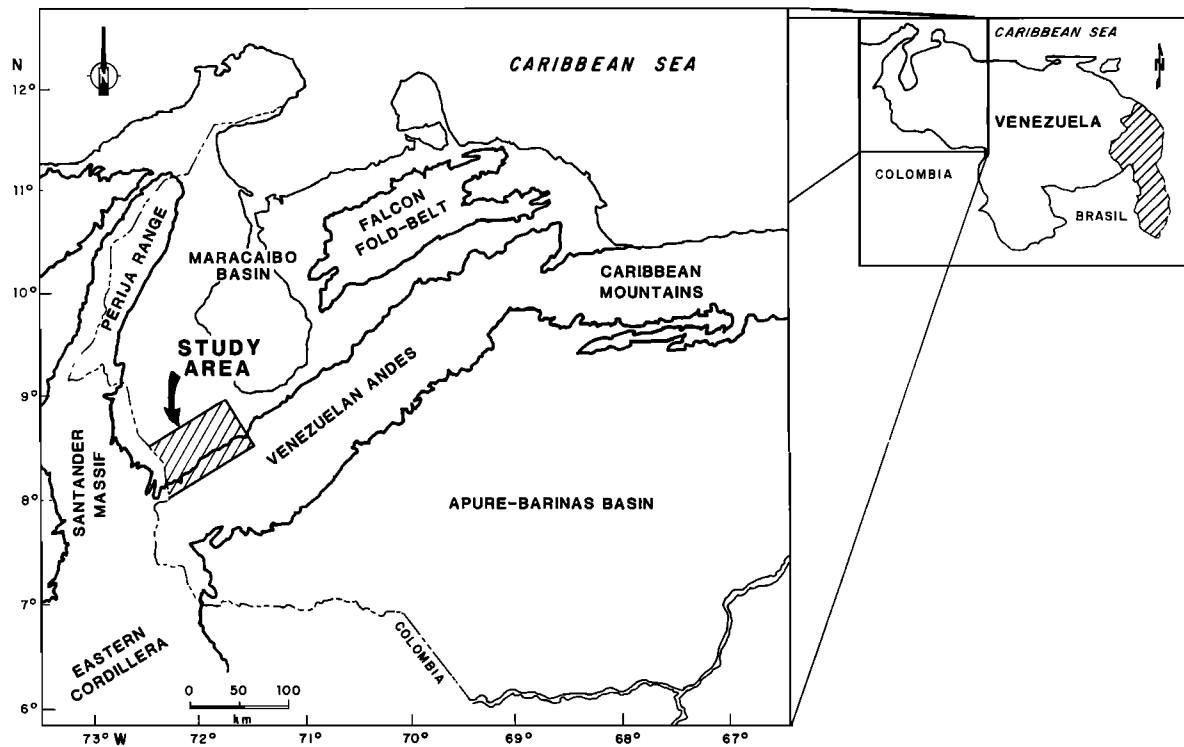 CARIBBEAN SEA
N
N
12°
11°
10°
9°
8°
7°
6°
FALCON
FOLD-BELT
PERIJA RANGE
MARACAIBO
BASIN
CARIBBEAN
MOUNTAINS
STUDY
AREA
VENEZUELAN ANDES
SANTANDER
MASSIF
APURE-BARINAS BASIN
EASTERN
CORDILLERA
COLOMBIA
0 50 100
km
73° W 72° 71° 70° 69° 68° 67°
CARIBBEAN SEA
N
VENEZUELA
COLOMBIA
BRASIL